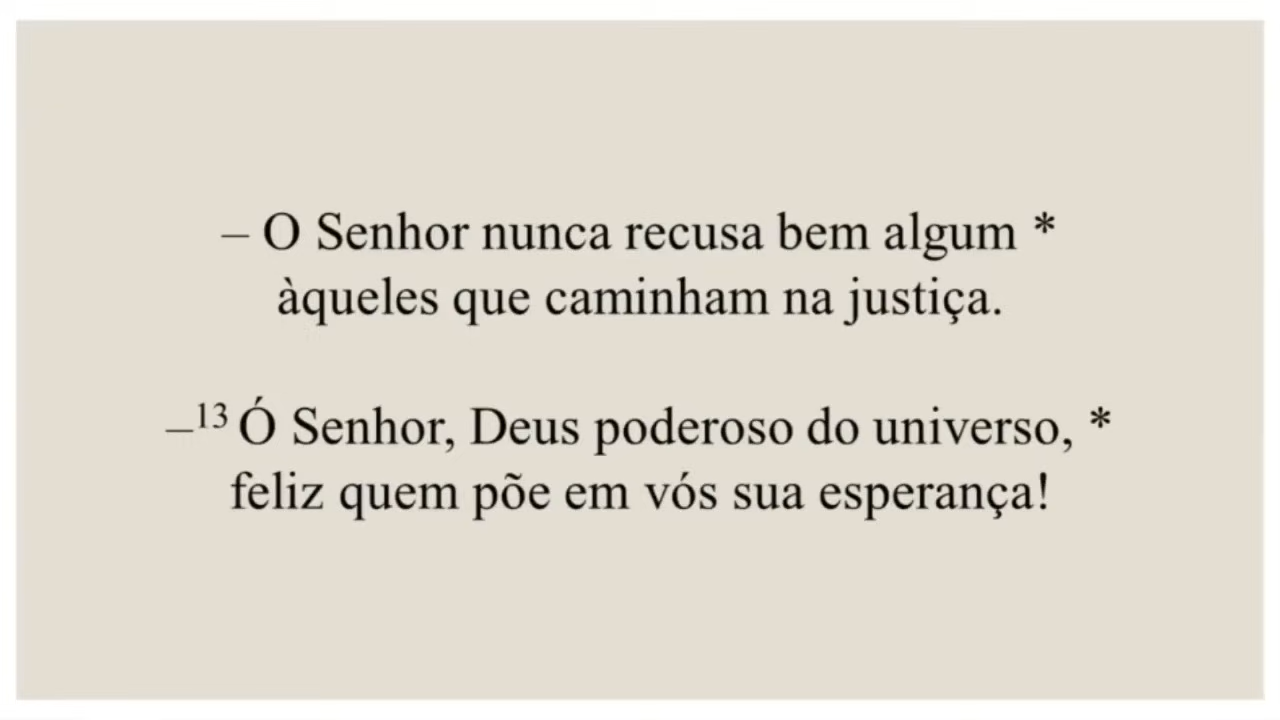 – O Senhor nunca recusa bem algum *
àqueles que caminham na justiça.
–13 Ó Senhor, Deus poderoso do universo, *
feliz quem põe em vós sua esperança!